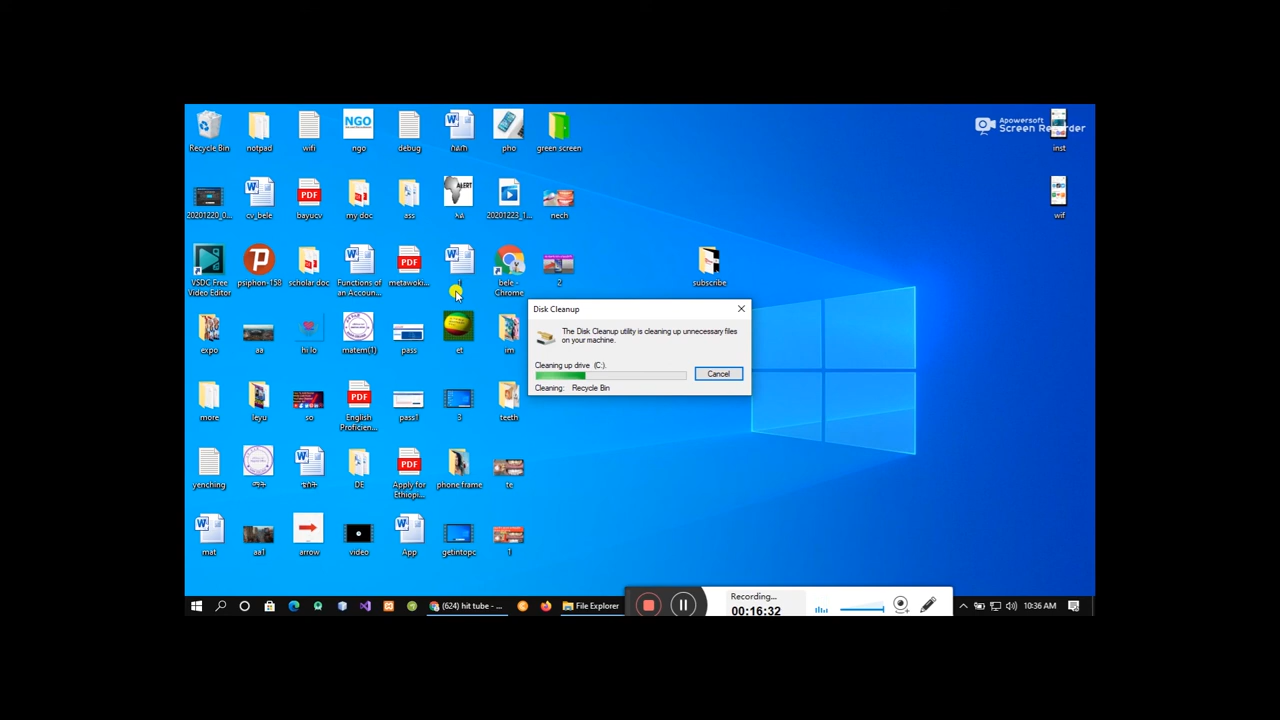 Apowersoft
Screen Recorder
Recycle Bin
notpad
wifi
NGO
ngo
debug
pho
green screen
inst
20201220_0...
cv_bele
PDF
bayucv
my doc
ass
ALERT
አለ
20201223_1...
nech
wif
VSDC Free
Video Editor
psiphon-158
scholar doc
Functions of
an Accoun...
PDF
metawoki...
bele -
Chrome
2
subscribe
Disk Cleanup
The Disk Cleanup utility is cleaning up unnecessary files
on your machine.
Cleaning up drive (C:).
Cancel
Cleaning: Recycle Bin
expo
aa
hi lo
matem(1)
pass
et
im
more
leyu
so
PDF
English
Proficien...
pass1
3
teeth
yenching
ማት
DE
PDF
Apply for
Ethiopi...
phone frame
te
mat
aa1
arrow
video
App
getintopc
1
(624) hit tube - ...
File Explorer
Recording...
00:16:32
10:36 AM